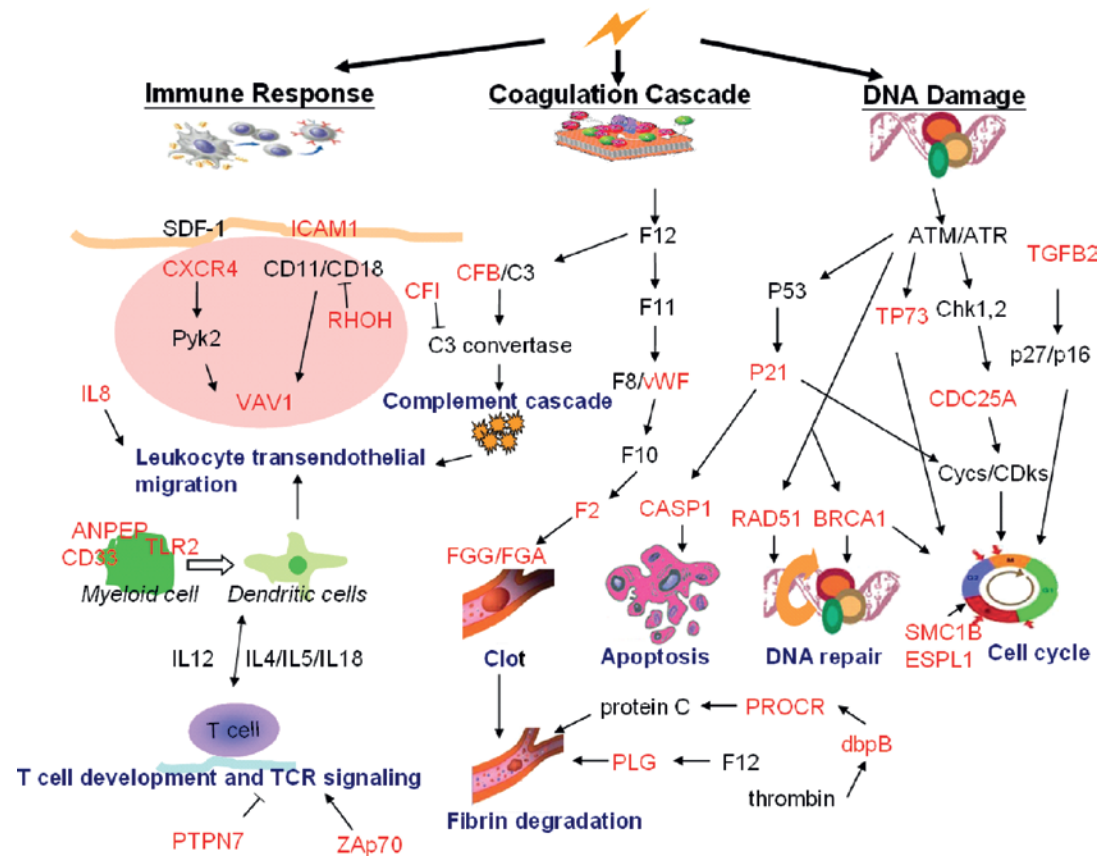 Immune Response
Coagulation Cascade
DNA Damage
SDF-1
ICAM1
CXCR4
CD11/CD18
RHOH
Pyk2
VAV1
IL8
CFI
CFB/C3
C3 convertase
Complement cascade
Leukocyte transendothelial
migration
ANPEP
CD33
TLR2
Myeloid cell
Dendritic cells
IL12
IL4/IL5/IL18
T cell
T cell development and TCR signaling
PTPN7
ZAp70
F12
F11
F8/vWF
F10
F2
FGG/FGA
Clot
Fibrin degradation
protein C
PROCR
dbpB
thrombin
F12
PLG
ATM/ATR
P53
P21
CASP1
Apoptosis
TP73
Chk1,2
CDC25A
TGFB2
p27/p16
Cycs/CDks
RAD51
BRCA1
DNA repair
SMC1B
ESPL1
Cell cycle
M
G2
G1